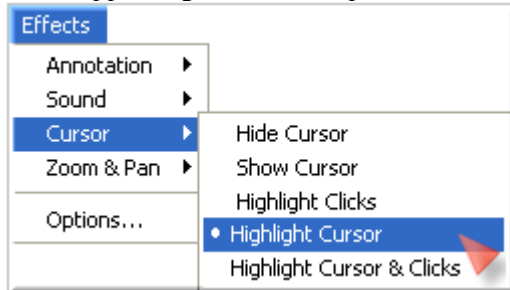 Effects
Annotation
Sound
Cursor
Zoom & Pan
Options...
Hide Cursor
Show Cursor
Highlight Clicks
Highlight Cursor
Highlight Cursor & Clicks